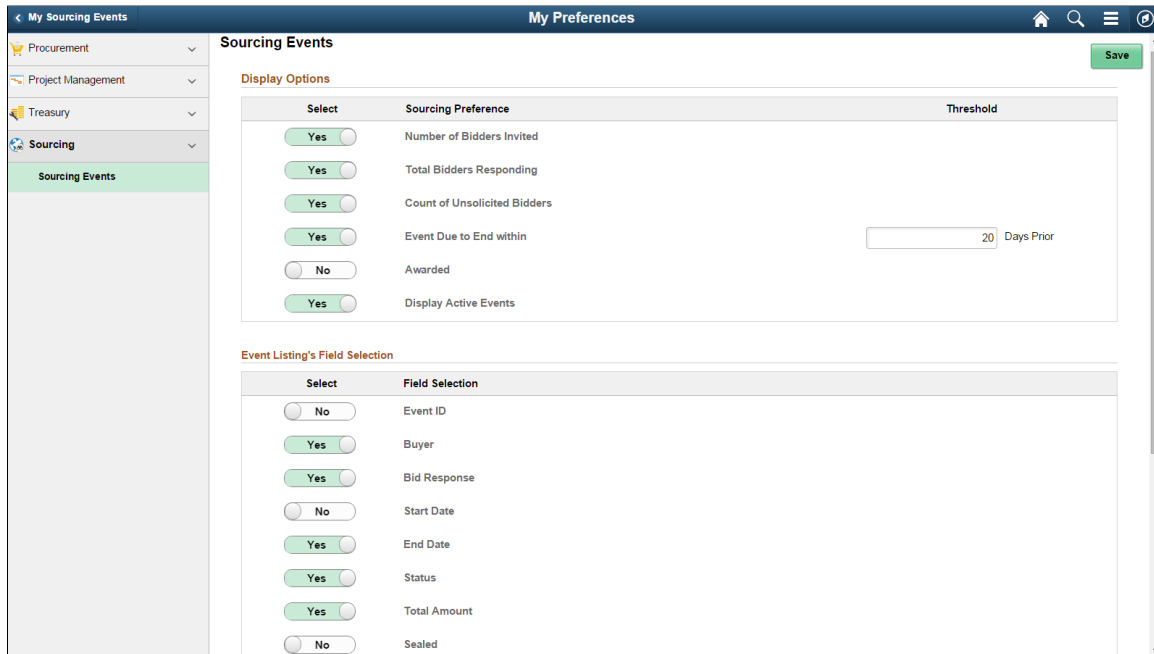 My Sourcing Events
My Preferences
Procurement
Project Management
Treasury
Sourcing
Sourcing Events
Sourcing Events
Save
Display Options
Select Sourcing Preference Threshold
Yes Number of Bidders Invited
Yes Total Bidders Responding
Yes Count of Unsolicited Bidders
Yes Event Due to End within 20 Days Prior
No Awarded
Yes Display Active Events
Event Listing's Field Selection
Select Field Selection
No Event ID
Yes Buyer
Yes Bid Response
No Start Date
Yes End Date
Yes Status
Yes Total Amount
No Sealed